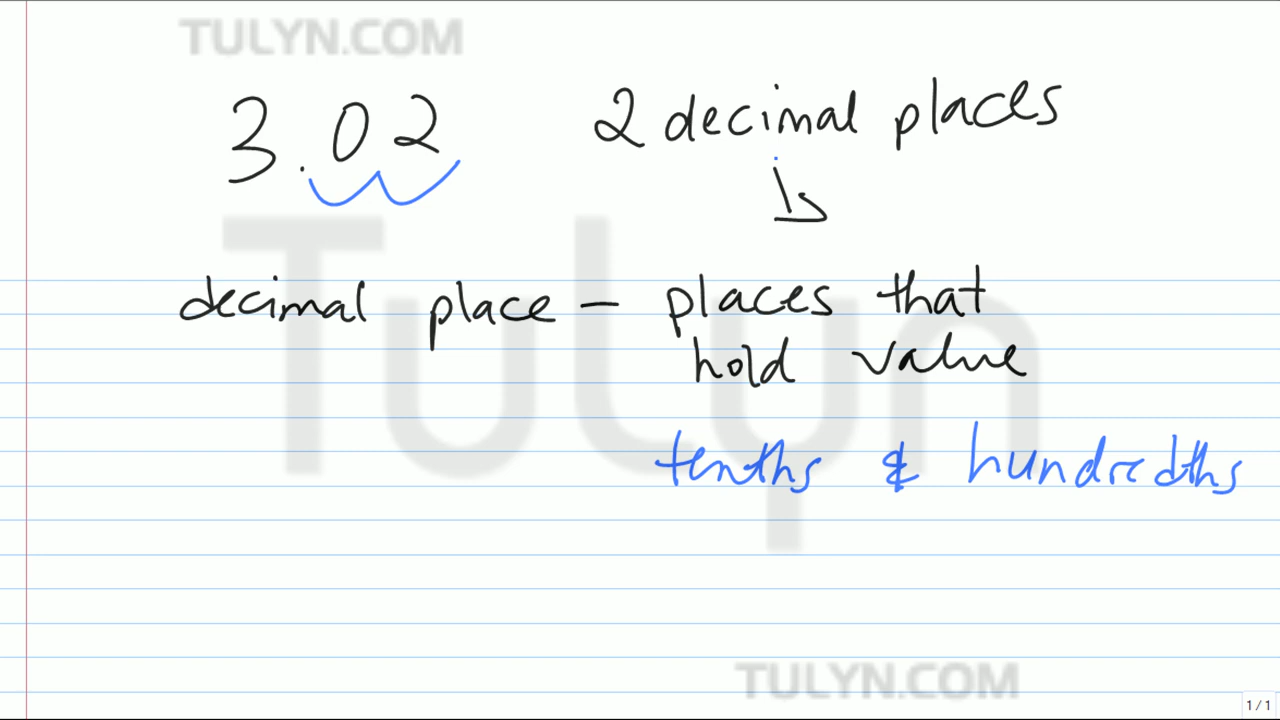 TULYN.COM
3.02 2 decimal places
decimal place – places that
hold value
tenths & hundredths
TuLyn
TULYN.COM
1 / 1